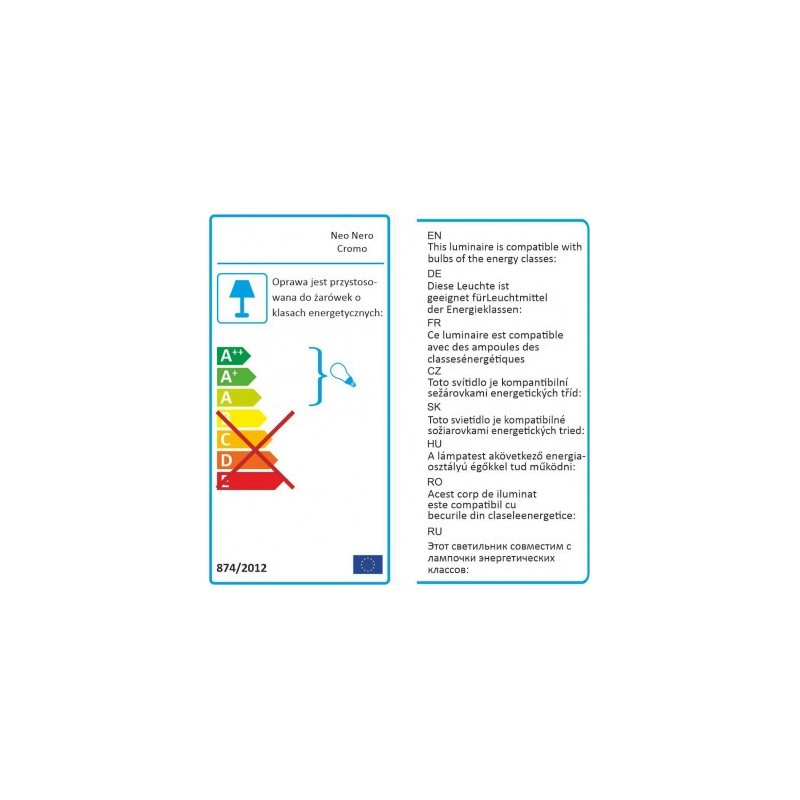 Neo Nero
Cromo
Oprawa jest przystoso-
wana do żarówek o
klasach energetycznych:
A++
A+
A
B
C
D
E
874/2012
EN
This luminaire is compatible with
bulbs of the energy classes:
DE
Diese Leuchte ist
geeignet fürLeuchtmittel
der Energieklassen:
FR
Ce luminaire est compatible
avec des ampoules des
classesénergétiques
CZ
Toto svítidlo je kompantibilní
sežárovkami energetických tříd:
SK
Toto svietidlo je kompatibilné
sožiarovkami energetických tried:
HU
A lámpatest akövetkező energia-
osztályú égőkkel tud működni:
RO
Acest corp de iluminat
este compatibil cu
becurile din claseleenergetice:
RU
Этот светильник совместим с
лампочки энергетических
классов: